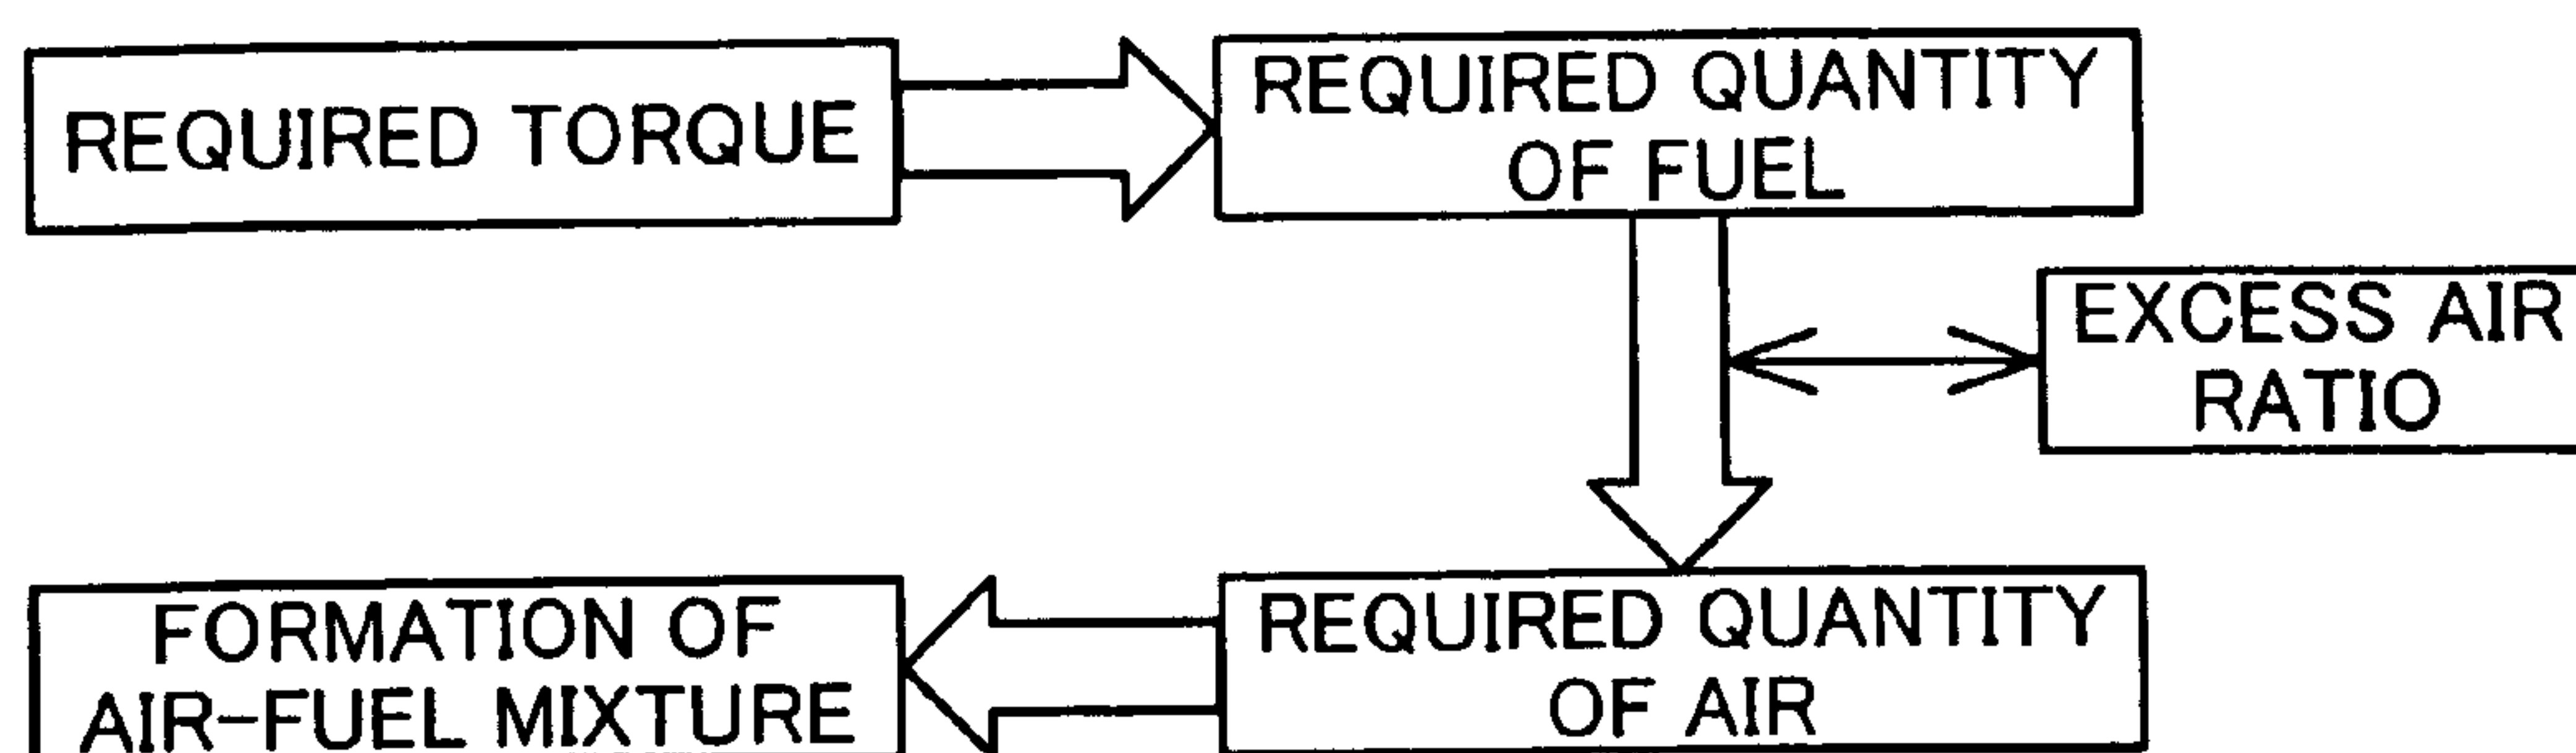 REQUIRED TORQUE
REQUIRED QUANTITY
OF FUEL
EXCESS AIR
RATIO
FORMATION OF
AIR-FUEL MIXTURE
REQUIRED QUANTITY
OF AIR